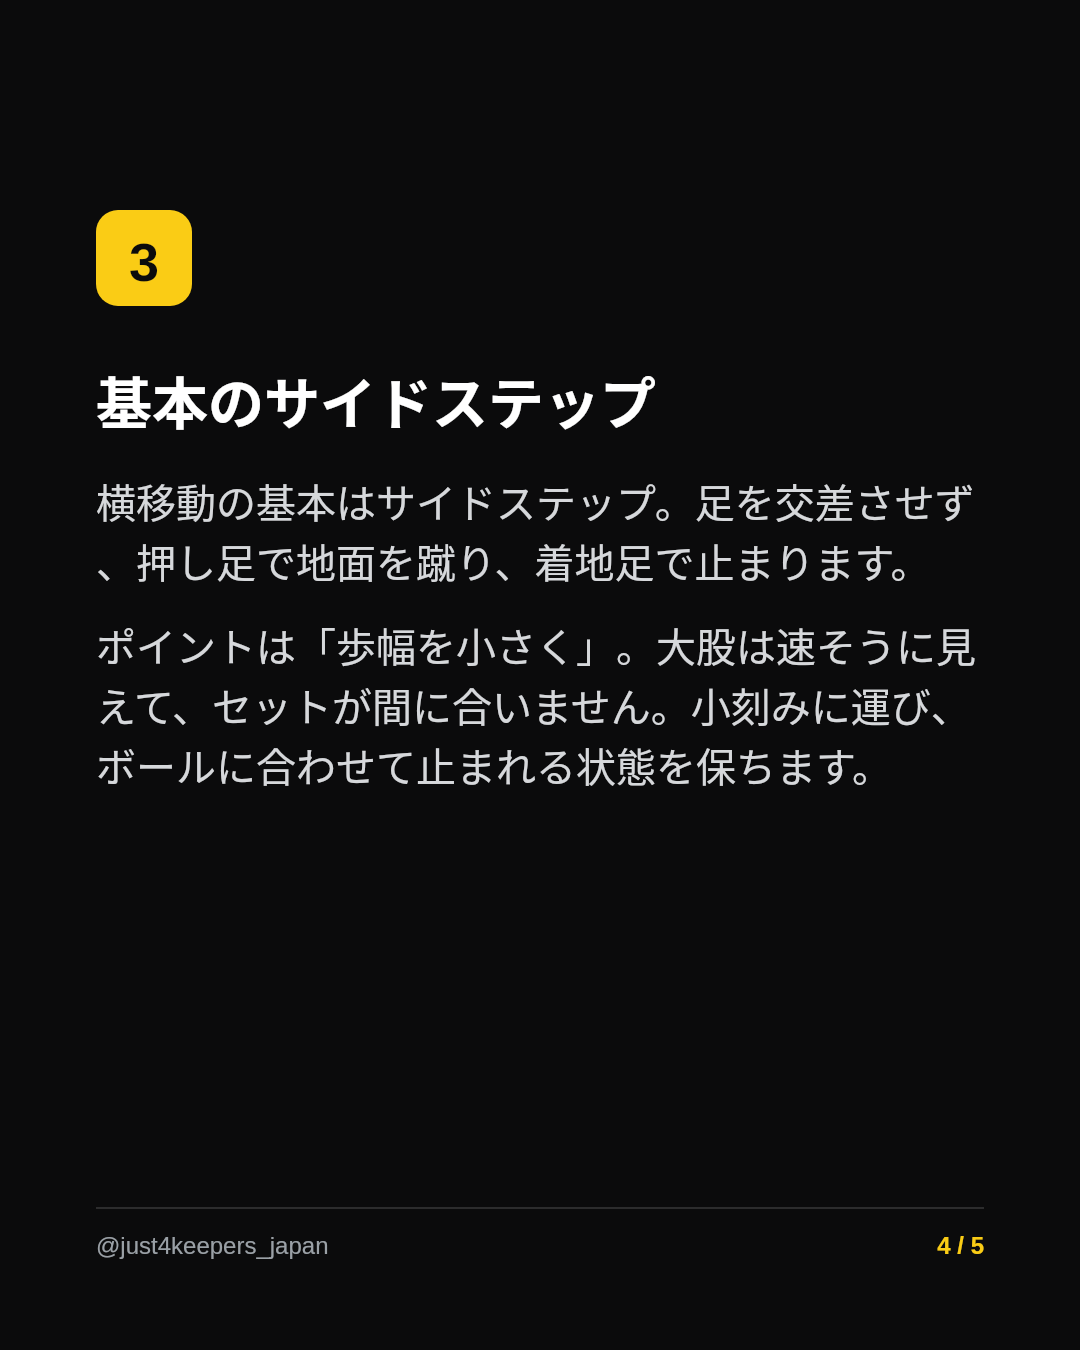 3
基本のサイドステップ
横移動の基本はサイドステップ。足を交差させず
、押し足で地面を蹴り、着地足で止まります。
ポイントは「歩幅を小さく」。大股は速そうに見
えて、セットが間に合いません。小刻みに運び、
ボールに合わせて止まれる状態を保ちます。
@just4keepers_japan
4 / 5